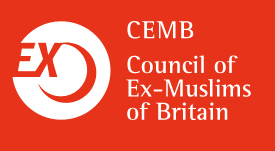 EX
CEMB
Council of
Ex-Muslims
of Britain